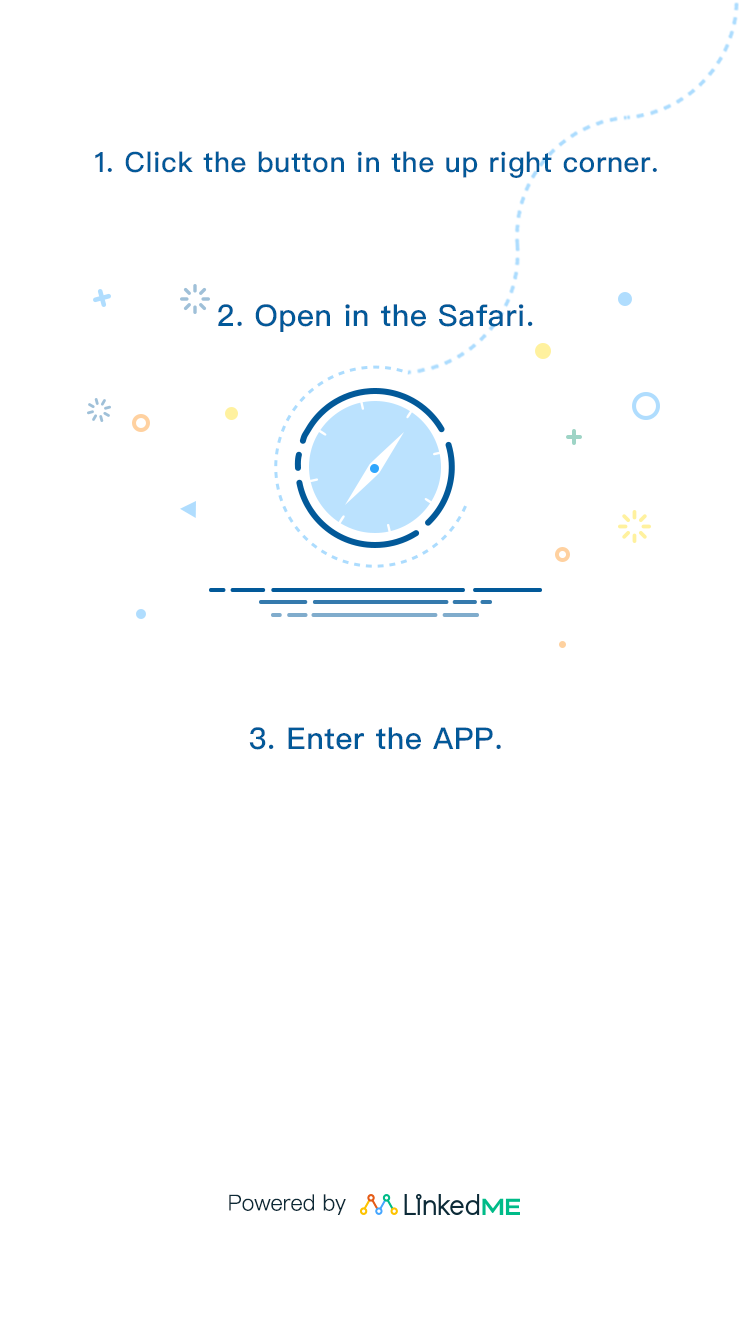 1. Click the button in the up right corner.
2. Open in the Safari.
3. Enter the APP.
Powered by LinkedME